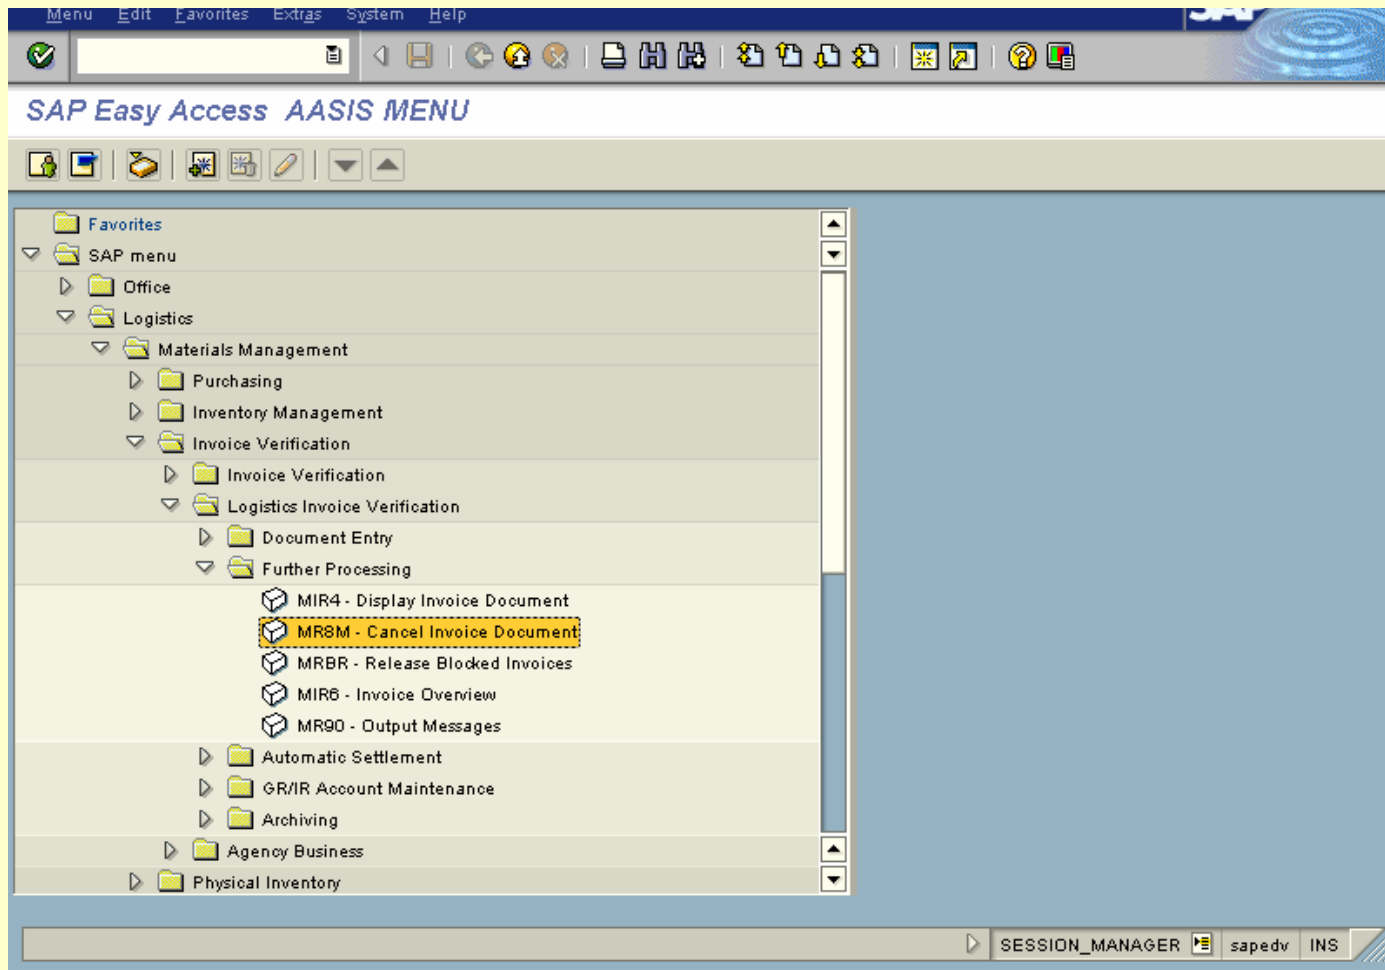 Menu Edit Favorites Extras System Help
SAP
SAP Easy Access AASIS MENU
Favorites
SAP menu
Office
Logistics
Materials Management
Purchasing
Inventory Management
Invoice Verification
Invoice Verification
Logistics Invoice Verification
Document Entry
Further Processing
MIR4 - Display Invoice Document
MR8M - Cancel Invoice Document
MRBR - Release Blocked Invoices
MIR6 - Invoice Overview
MR90 - Output Messages
Automatic Settlement
GR/IR Account Maintenance
Archiving
Agency Business
Physical Inventory
SESSION_MANAGER sapedv INS